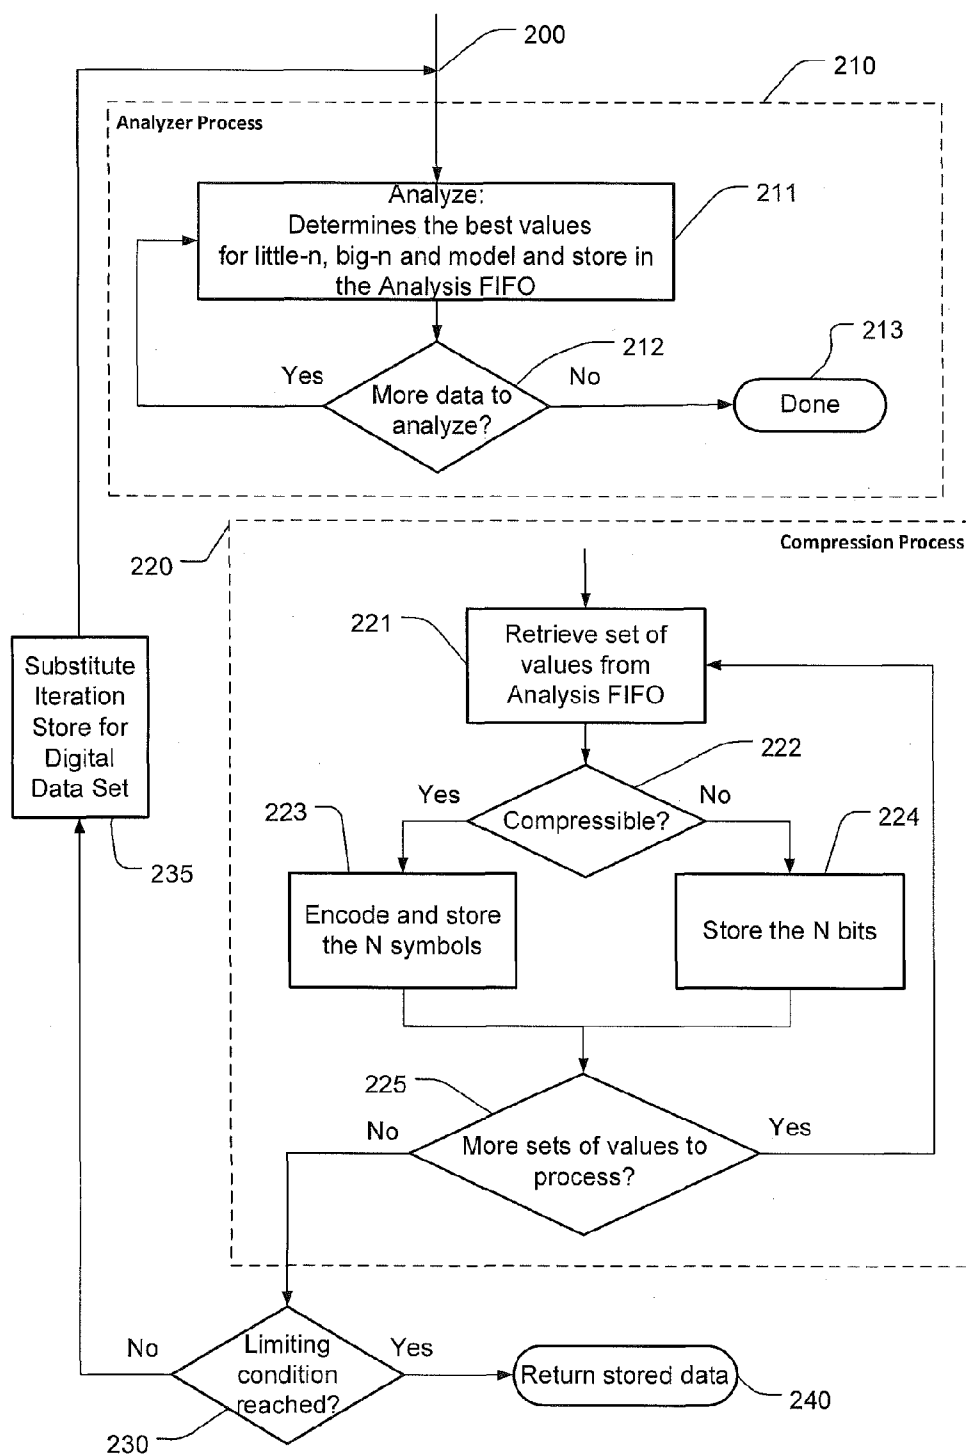 200
210
Analyzer Process
Analyze:
Determines the best values
for little-n, big-n and model and store in
the Analysis FIFO
211
212
213
Yes
No
More data to
analyze?
Done
220
Compression Process
221
Retrieve set of
values from
Analysis FIFO
Substitute
Iteration
Store for
Digital
Data Set
235
222
Yes
No
Compressible?
223
224
Encode and store
the N symbols
Store the N bits
225
No
Yes
More sets of values to
process?
No
Yes
Limiting
condition
reached?
Return stored data
230
240